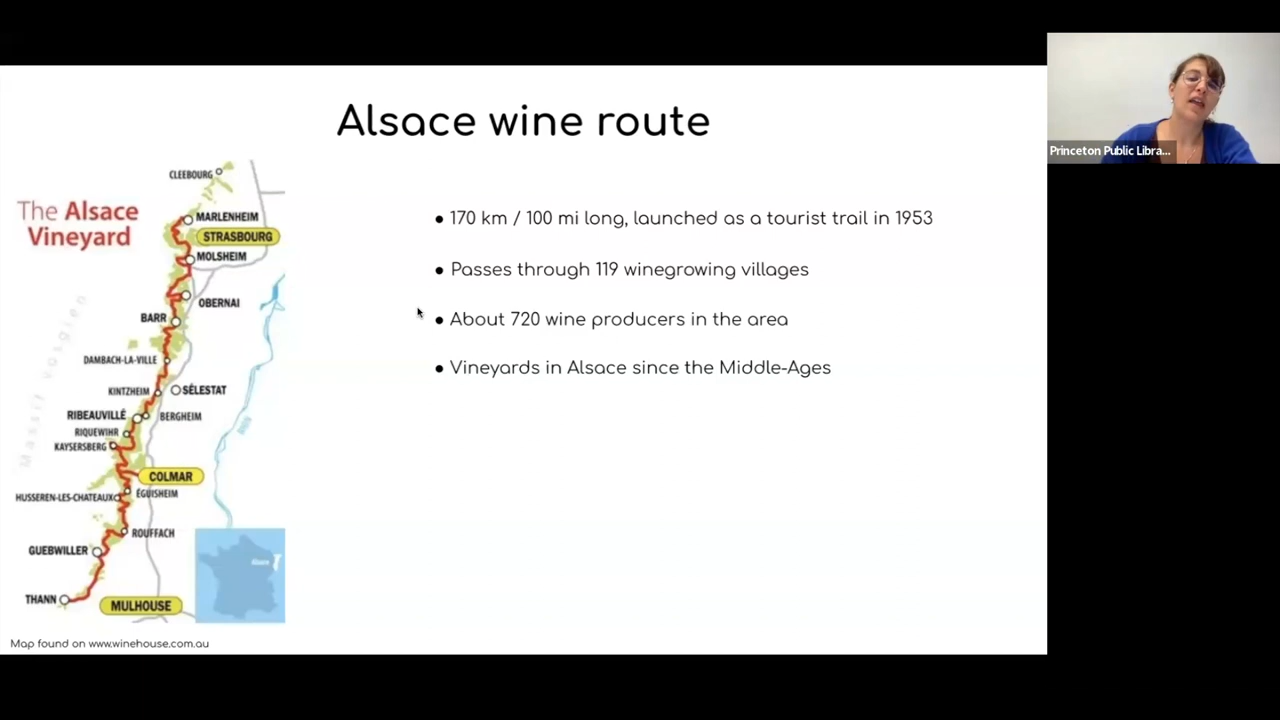 Alsace wine route
Princeton Public Libra...
CLEEBOURG
The Alsace
Vineyard
MARLENHEIM
STRASBOURG
MOLSHEIM
OBERNAI
BARR
DAMBACH-LA-VILLE
KINTZHEIM
SÉLESTAT
RIBEAUVILLÉ
BERGHEIM
RIQUEWIHR
KAYSERSBERG
COLMAR
HUSSEREN-LES-CHATEAUX
ÉGUISHEIM
ROUFFACH
GUEBWILLER
THANN
MULHOUSE
Massif Vosgien
• 170 km / 100 mi long, launched as a tourist trail in 1953
• Passes through 119 winegrowing villages
• About 720 wine producers in the area
• Vineyards in Alsace since the Middle-Ages
Map found on www.winehouse.com.au